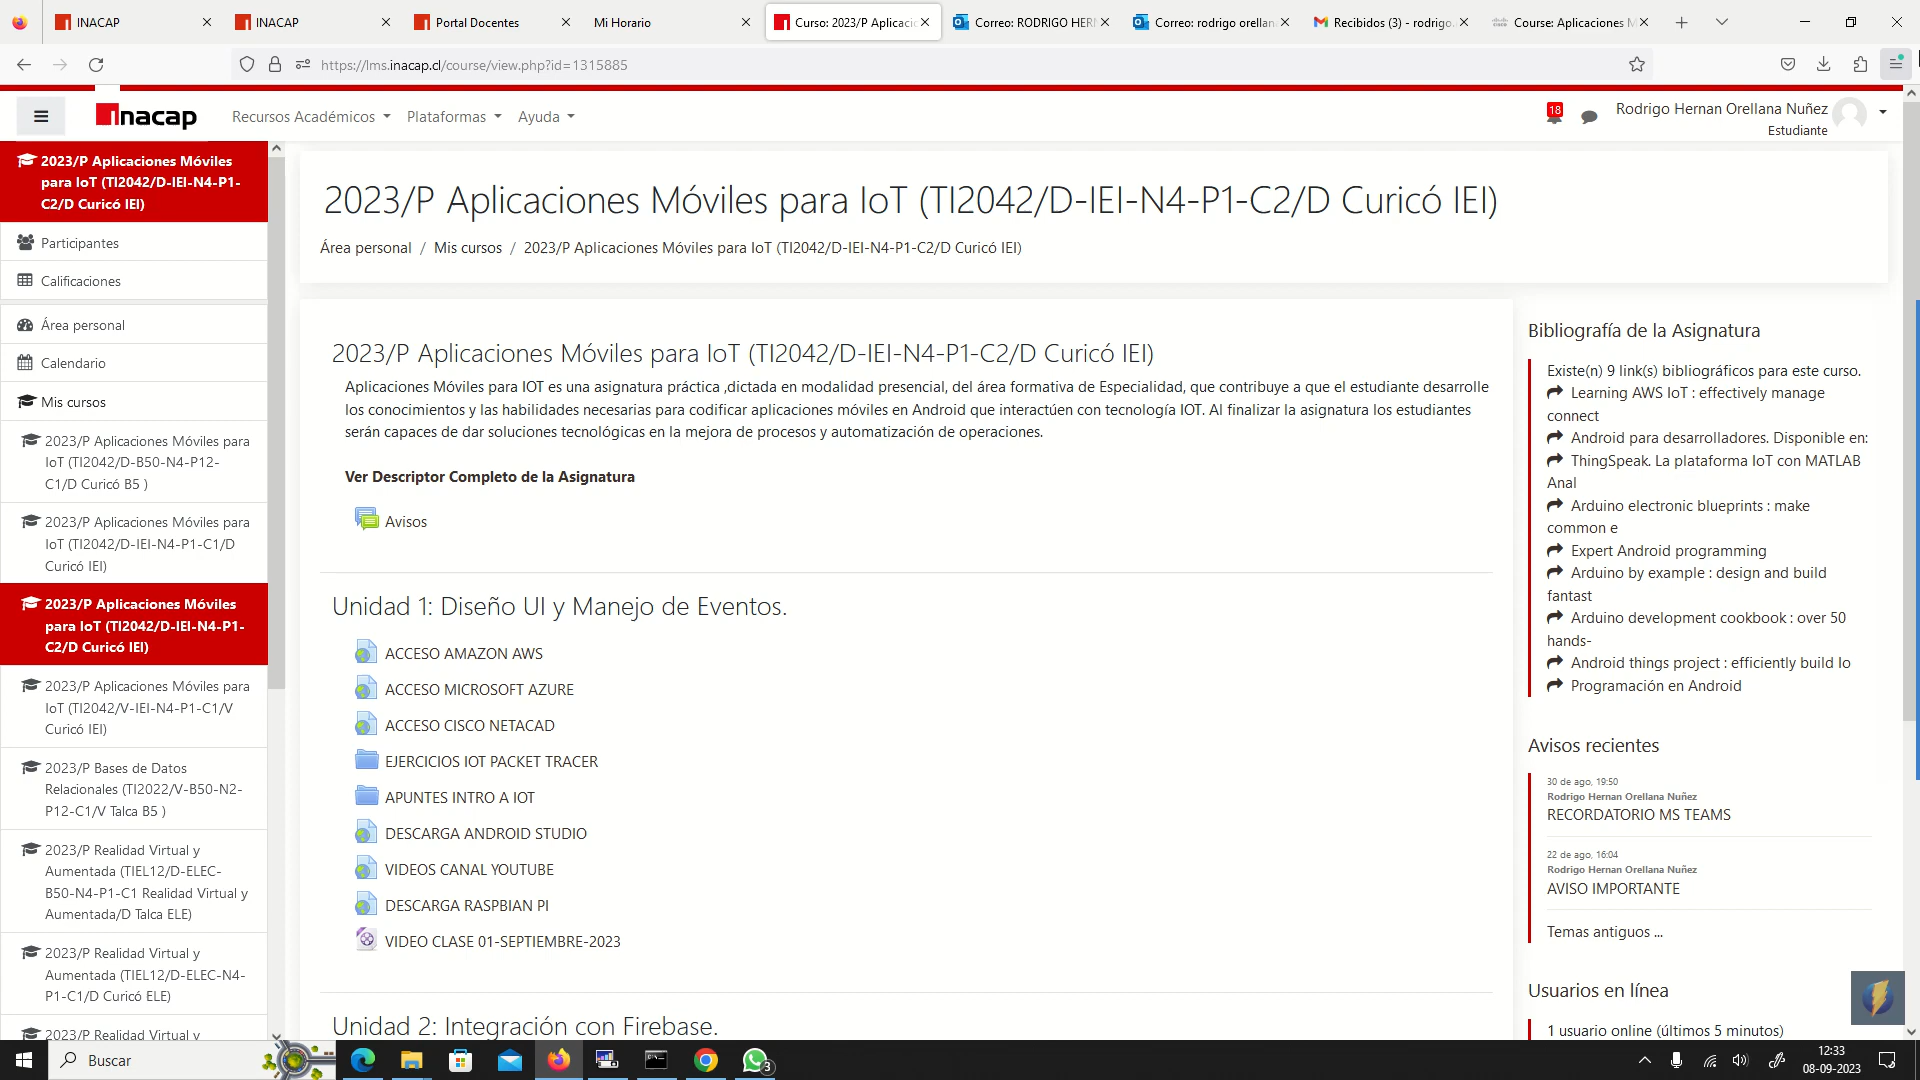 INACAP
INACAP
Portal Docentes
Mi Horario
Curso: 2023/P Aplicacio
Correo: RODRIGO HER
Correo: rodrigo orellan
Recibidos (3) - rodrigo.
Course: Aplicaciones M
https://lms.inacap.cl/course/view.php?id=1315885
inacap
Recursos Académicos
Plataformas
Ayuda
18
Rodrigo Hernan Orellana Nuñez
Estudiante
2023/P Aplicaciones Móviles
para IoT (TI2042/D-IEI-N4-P1-
C2/D Curicó IEI)
Participantes
Calificaciones
Área personal
Calendario
Mis cursos
2023/P Aplicaciones Móviles para
IoT (TI2042/D-B50-N4-P12-
C1/D Curicó B5 )
2023/P Aplicaciones Móviles para
IoT (TI2042/D-IEI-N4-P1-C1/D
Curicó IEI)
2023/P Aplicaciones Móviles
para IoT (TI2042/D-IEI-N4-P1-
C2/D Curicó IEI)
2023/P Aplicaciones Móviles para
IoT (TI2042/V-IEI-N4-P1-C1/V
Curicó IEI)
2023/P Bases de Datos
Relacionales (TI2022/V-B50-N2-
P12-C1/V Talca B5 )
2023/P Realidad Virtual y
Aumentada (TIEL12/D-ELEC-
B50-N4-P1-C1 Realidad Virtual y
Aumentada/D Talca ELE)
2023/P Realidad Virtual y
Aumentada (TIEL12/D-ELEC-N4-
P1-C1/D Curicó ELE)
2023/P Realidad Virtual y
2023/P Aplicaciones Móviles para IoT (TI2042/D-IEI-N4-P1-C2/D Curicó IEI)
Área personal / Mis cursos / 2023/P Aplicaciones Móviles para IoT (TI2042/D-IEI-N4-P1-C2/D Curicó IEI)
2023/P Aplicaciones Móviles para IoT (TI2042/D-IEI-N4-P1-C2/D Curicó IEI)
Aplicaciones Móviles para IOT es una asignatura práctica ,dictada en modalidad presencial, del área formativa de Especialidad, que contribuye a que el estudiante desarrolle
los conocimientos y las habilidades necesarias para codificar aplicaciones móviles en Android que interactúen con tecnología IOT. Al finalizar la asignatura los estudiantes
serán capaces de dar soluciones tecnológicas en la mejora de procesos y automatización de operaciones.
Ver Descriptor Completo de la Asignatura
Avisos
Unidad 1: Diseño UI y Manejo de Eventos.
ACCESO AMAZON AWS
ACCESO MICROSOFT AZURE
ACCESO CISCO NETACAD
EJERCICIOS IOT PACKET TRACER
APUNTES INTRO A IOT
DESCARGA ANDROID STUDIO
VIDEOS CANAL YOUTUBE
DESCARGA RASPBIAN PI
VIDEO CLASE 01-SEPTIEMBRE-2023
Unidad 2: Integración con Firebase.
Bibliografía de la Asignatura
Existe(n) 9 link(s) bibliográficos para este curso.
Learning AWS IoT : effectively manage
connect
Android para desarrolladores. Disponible en:
ThingSpeak. La plataforma IoT con MATLAB
Anal
Arduino electronic blueprints : make
common e
Expert Android programming
Arduino by example : design and build
fantast
Arduino development cookbook : over 50
hands-
Android things project : efficiently build Io
Programación en Android
Avisos recientes
30 de ago, 19:50
Rodrigo Hernan Orellana Nuñez
RECORDATORIO MS TEAMS
22 de ago, 16:04
Rodrigo Hernan Orellana Nuñez
AVISO IMPORTANTE
Temas antiguos ...
Usuarios en línea
1 usuario online (últimos 5 minutos)
Buscar
3
12:33
08-09-2023